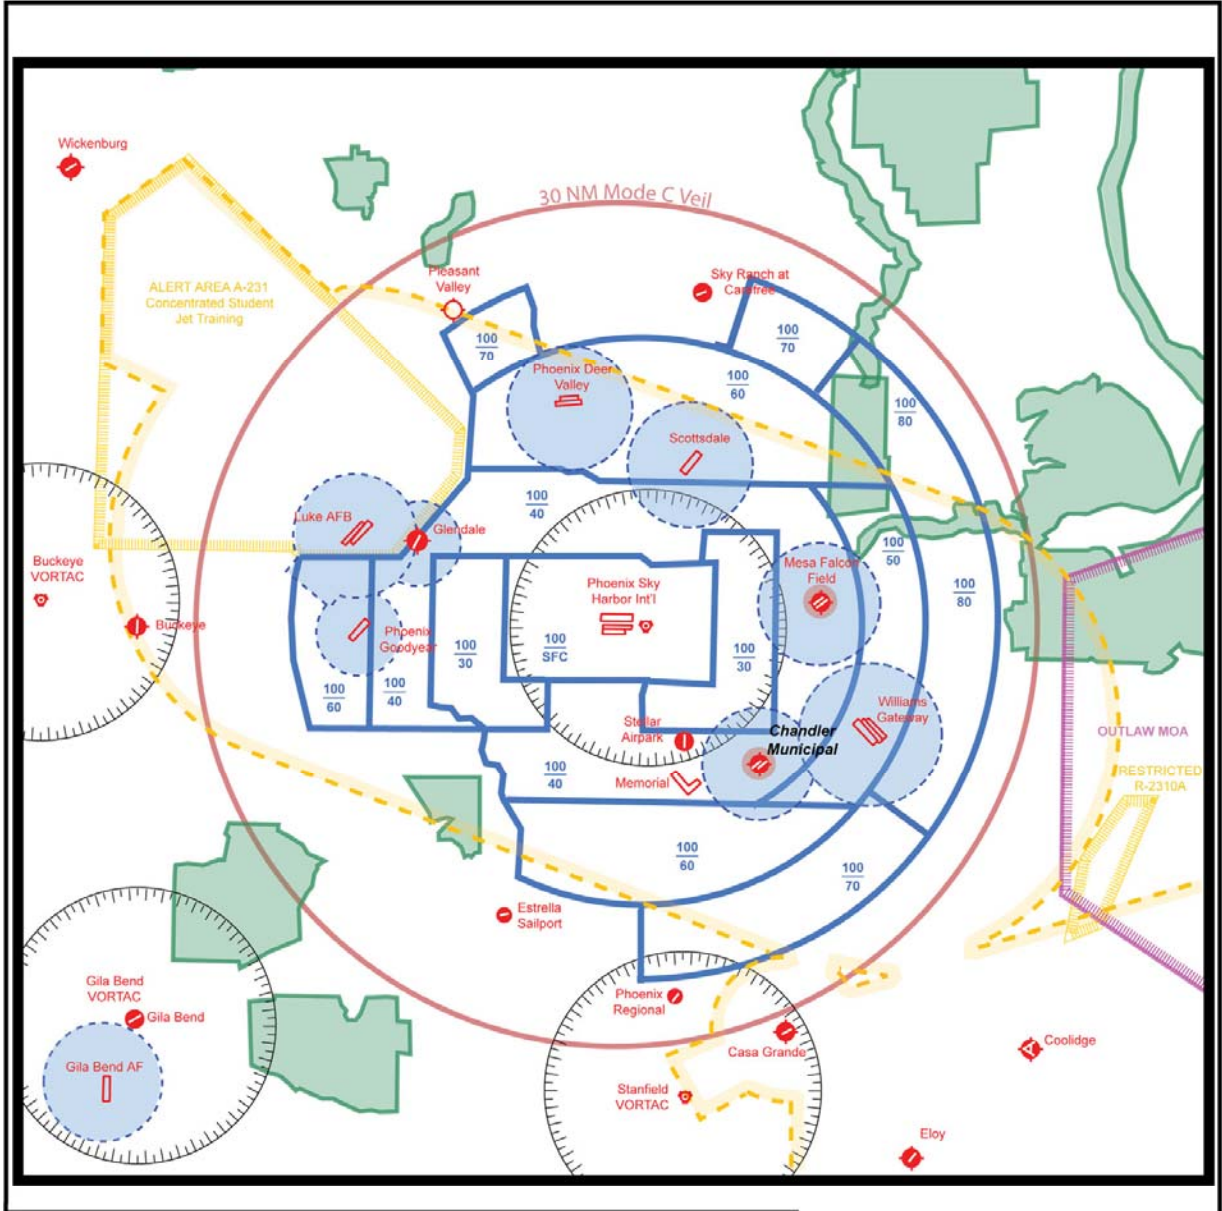 Wickenburg
30 NM Mode C Veil
Pleasant
Valley
Sky Ranch at
Carefree
ALERT AREA A-231
Concentrated Student
Jet Training
100
70
100
70
Phoenix Deer
Valley
100
60
100
80
Scottsdale
100
40
Luke AFB
Glendale
100
50
Buckeye
VORTAC
Phoenix Sky
Harbor Int'l
Mesa Falcon
Field
100
80
Buckeye
Phoenix
Goodyear
100
30
100
SFC
100
30
100
60
100
40
Williams
Gateway
Stellar
Airpark
Chandler
Municipal
OUTLAW MOA
100
40
Memorial
RESTRICTED
R-2310A
100
60
100
70
Estrella
Sailport
Gila Bend
VORTAC
Gila Bend
Phoenix
Regional
Casa Grande
Coolidge
Gila Bend AF
Stanfield
VORTAC
Eloy